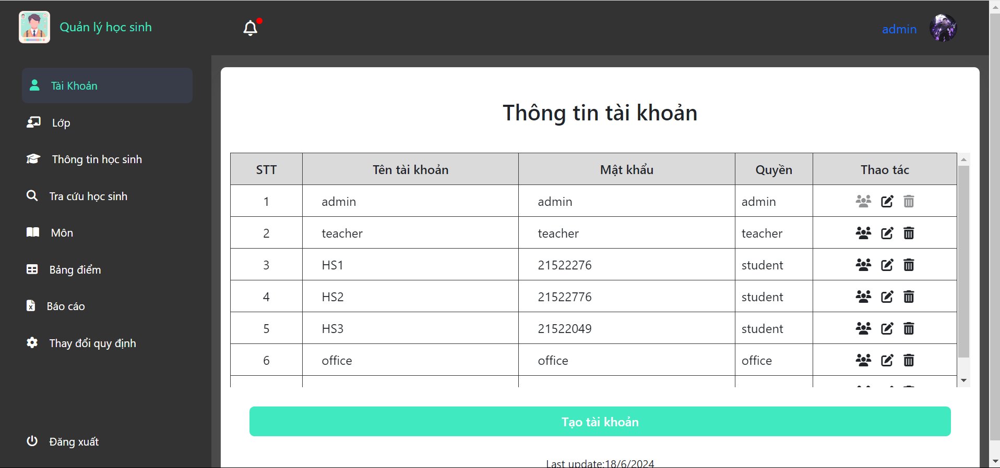 Quản lý học sinh
admin
Tài Khoản
Lớp
Thông tin học sinh
Tra cứu học sinh
Môn
Bảng điểm
Báo cáo
Thay đổi quy định
Đăng xuất
Thông tin tài khoản
STT Tên tài khoản Mật khẩu Quyền Thao tác
1 admin admin admin
2 teacher teacher teacher
3 HS1 21522276 student
4 HS2 21522776 student
5 HS3 21522049 student
6 office office office
Tạo tài khoản
Last update:18/6/2024